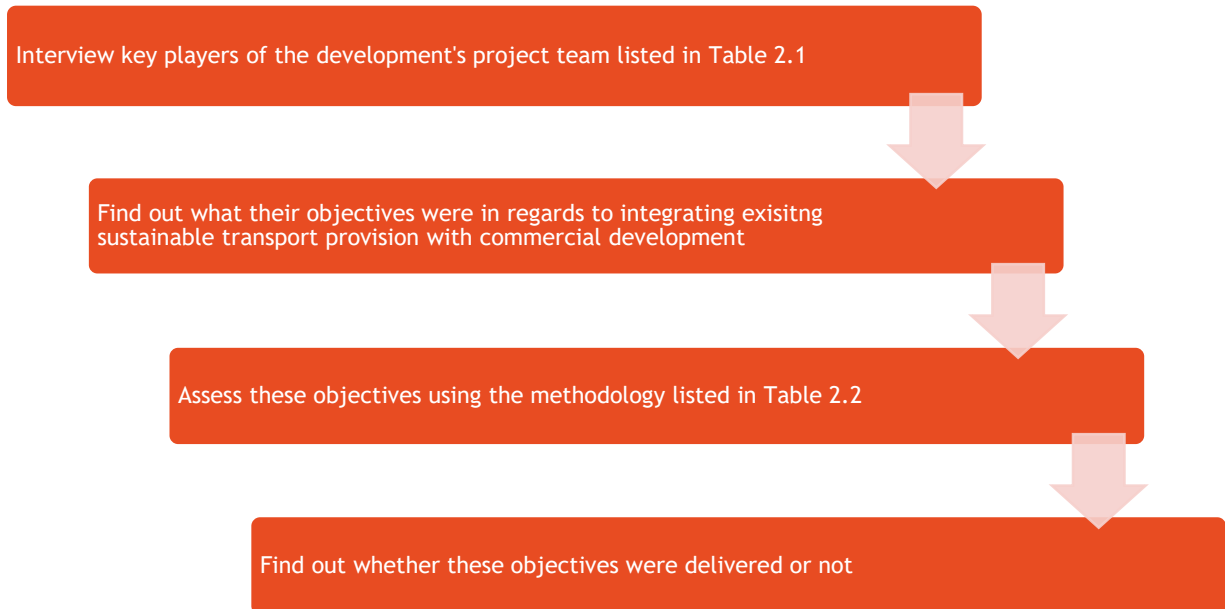 Interview key players of the development's project team listed in Table 2.1
Find out what their objectives were in regards to integrating exisitng
sustainable transport provision with commercial development
Assess these objectives using the methodology listed in Table 2.2
Find out whether these objectives were delivered or not